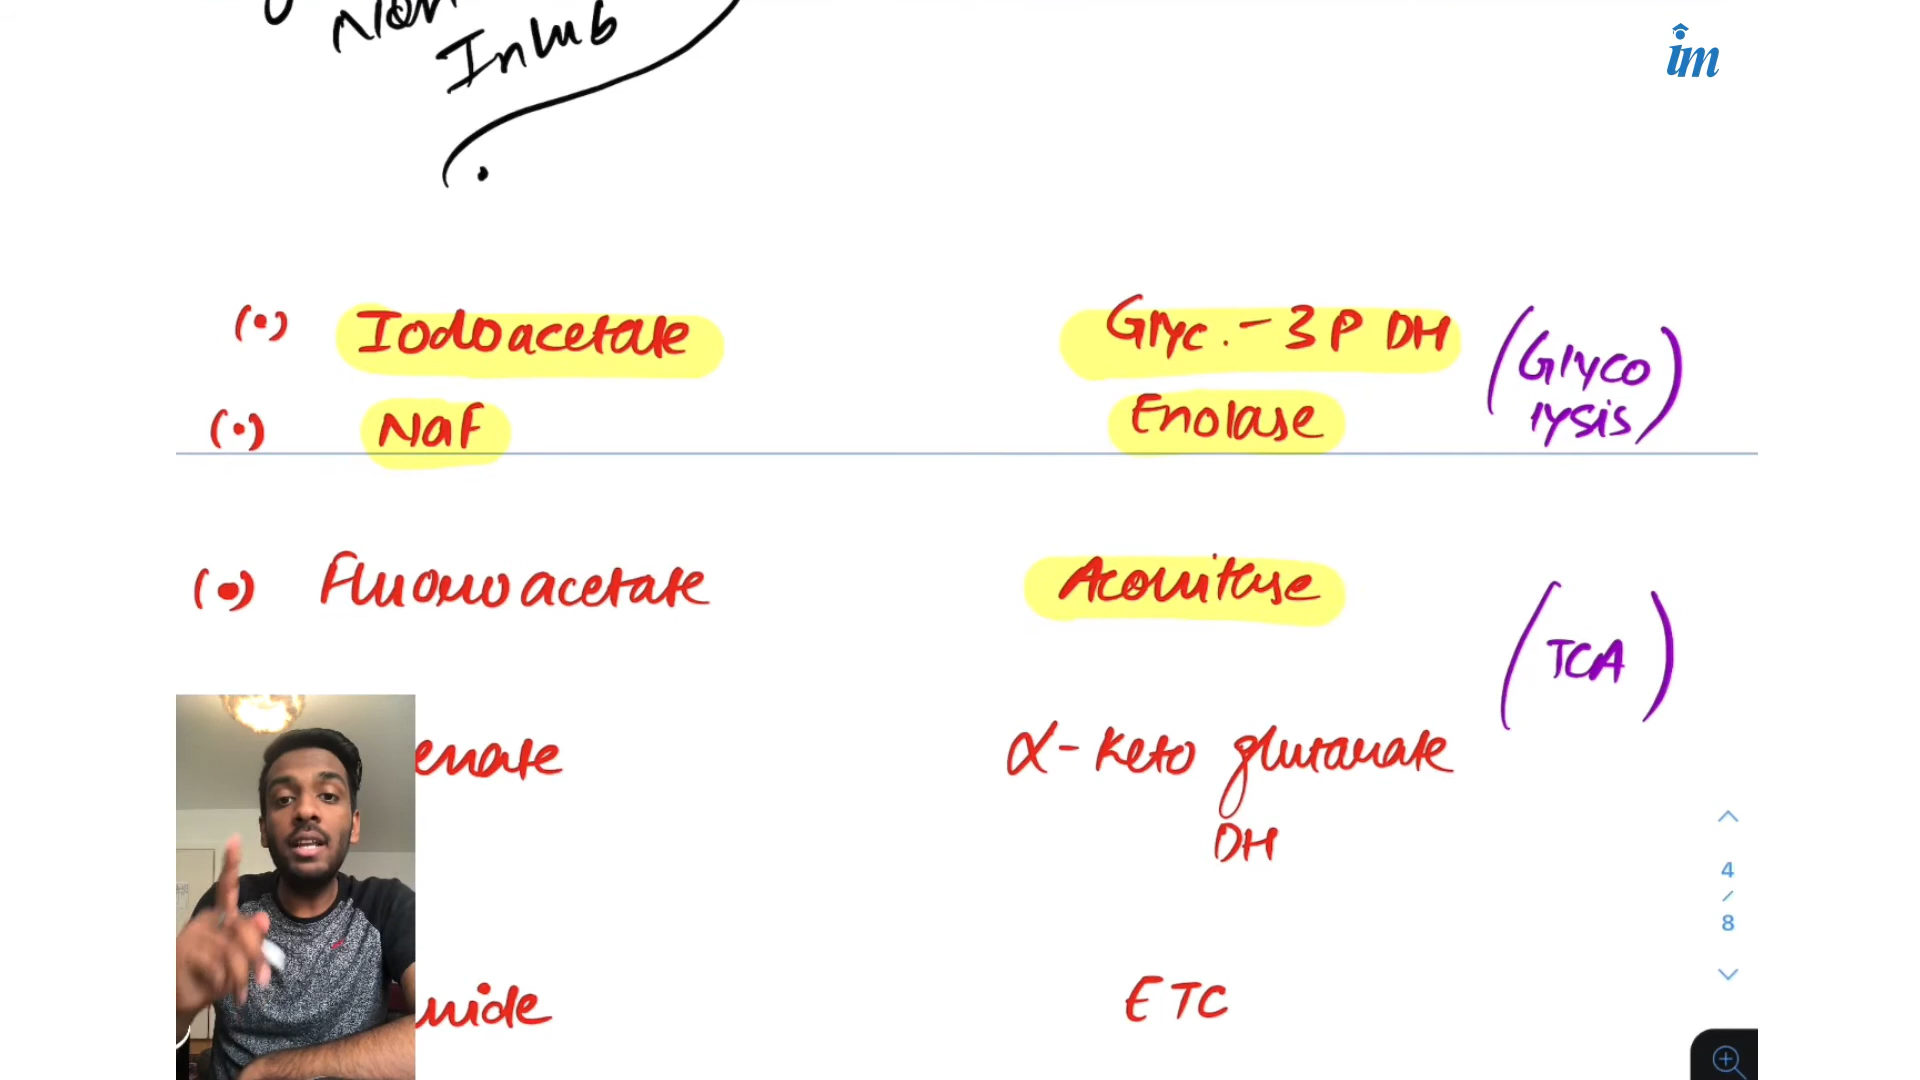 Inhib
im
(•) Iodoacetate Glyc. - 3 P DH (Glyco
lysis)
(•) NaF Enolase
(•) Fluoroacetate Aconitase
(TCA)
enate α-Keto glutarate
DH
4
/
8
nide ETC